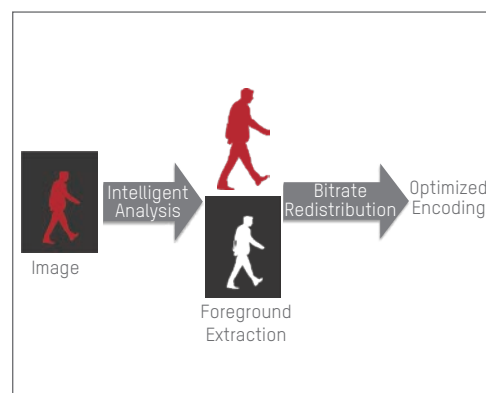 Image
Intelligent
Analysis
Foreground
Extraction
Bitrate
Redistribution
Optimized
Encoding